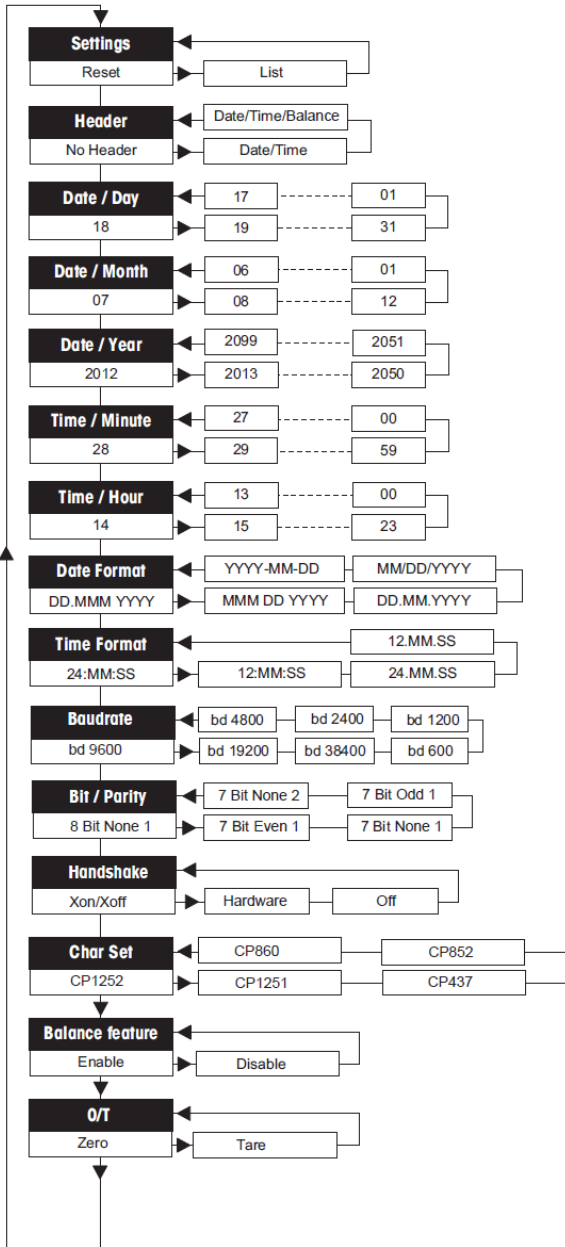 Settings
Reset List
Header Date/Time/Balance
No Header Date/Time
Date / Day 17 01
18 19 31
Date / Month 06 01
07 08 12
Date / Year 2099 2051
2012 2013 2050
Time / Minute 27 00
28 29 59
Time / Hour 13 00
14 15 23
Date Format YYYY-MM-DD MM/DD/YYYY
DD.MMM YYYY MMM DD YYYY DD.MM.YYYY
Time Format 12.MM.SS
24:MM:SS 12:MM:SS 24.MM.SS
Baudrate bd 4800 bd 2400 bd 1200
bd 9600 bd 19200 bd 38400 bd 600
Bit / Parity 7 Bit None 2 7 Bit Odd 1
8 Bit None 1 7 Bit Even 1 7 Bit None 1
Handshake
Xon/Xoff Hardware Off
Char Set CP860 CP852
CP1252 CP1251 CP437
Balance feature
Enable Disable
O/T
Zero Tare